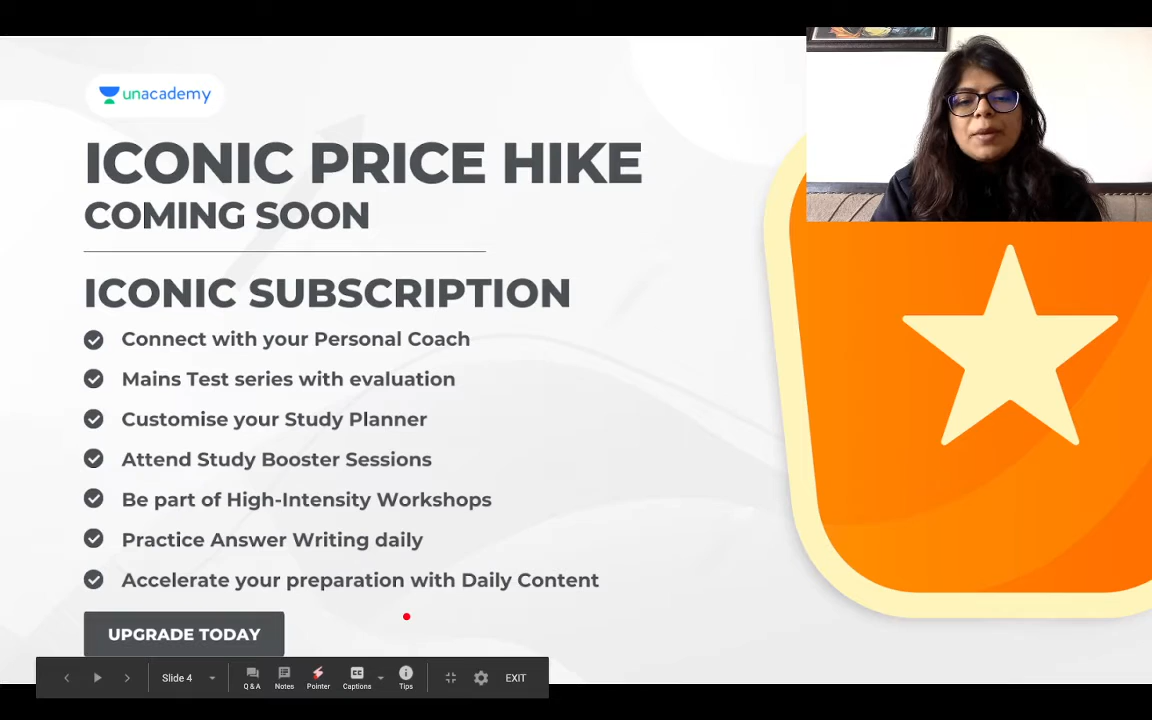 unacademy
ICONIC PRICE HIKE
COMING SOON
ICONIC SUBSCRIPTION
Connect with your Personal Coach
Mains Test series with evaluation
Customise your Study Planner
Attend Study Booster Sessions
Be part of High-Intensity Workshops
Practice Answer Writing daily
Accelerate your preparation with Daily Content
UPGRADE TODAY
Slide 4
Q & A
Notes
Pointer
CC
Captions
Tips
EXIT